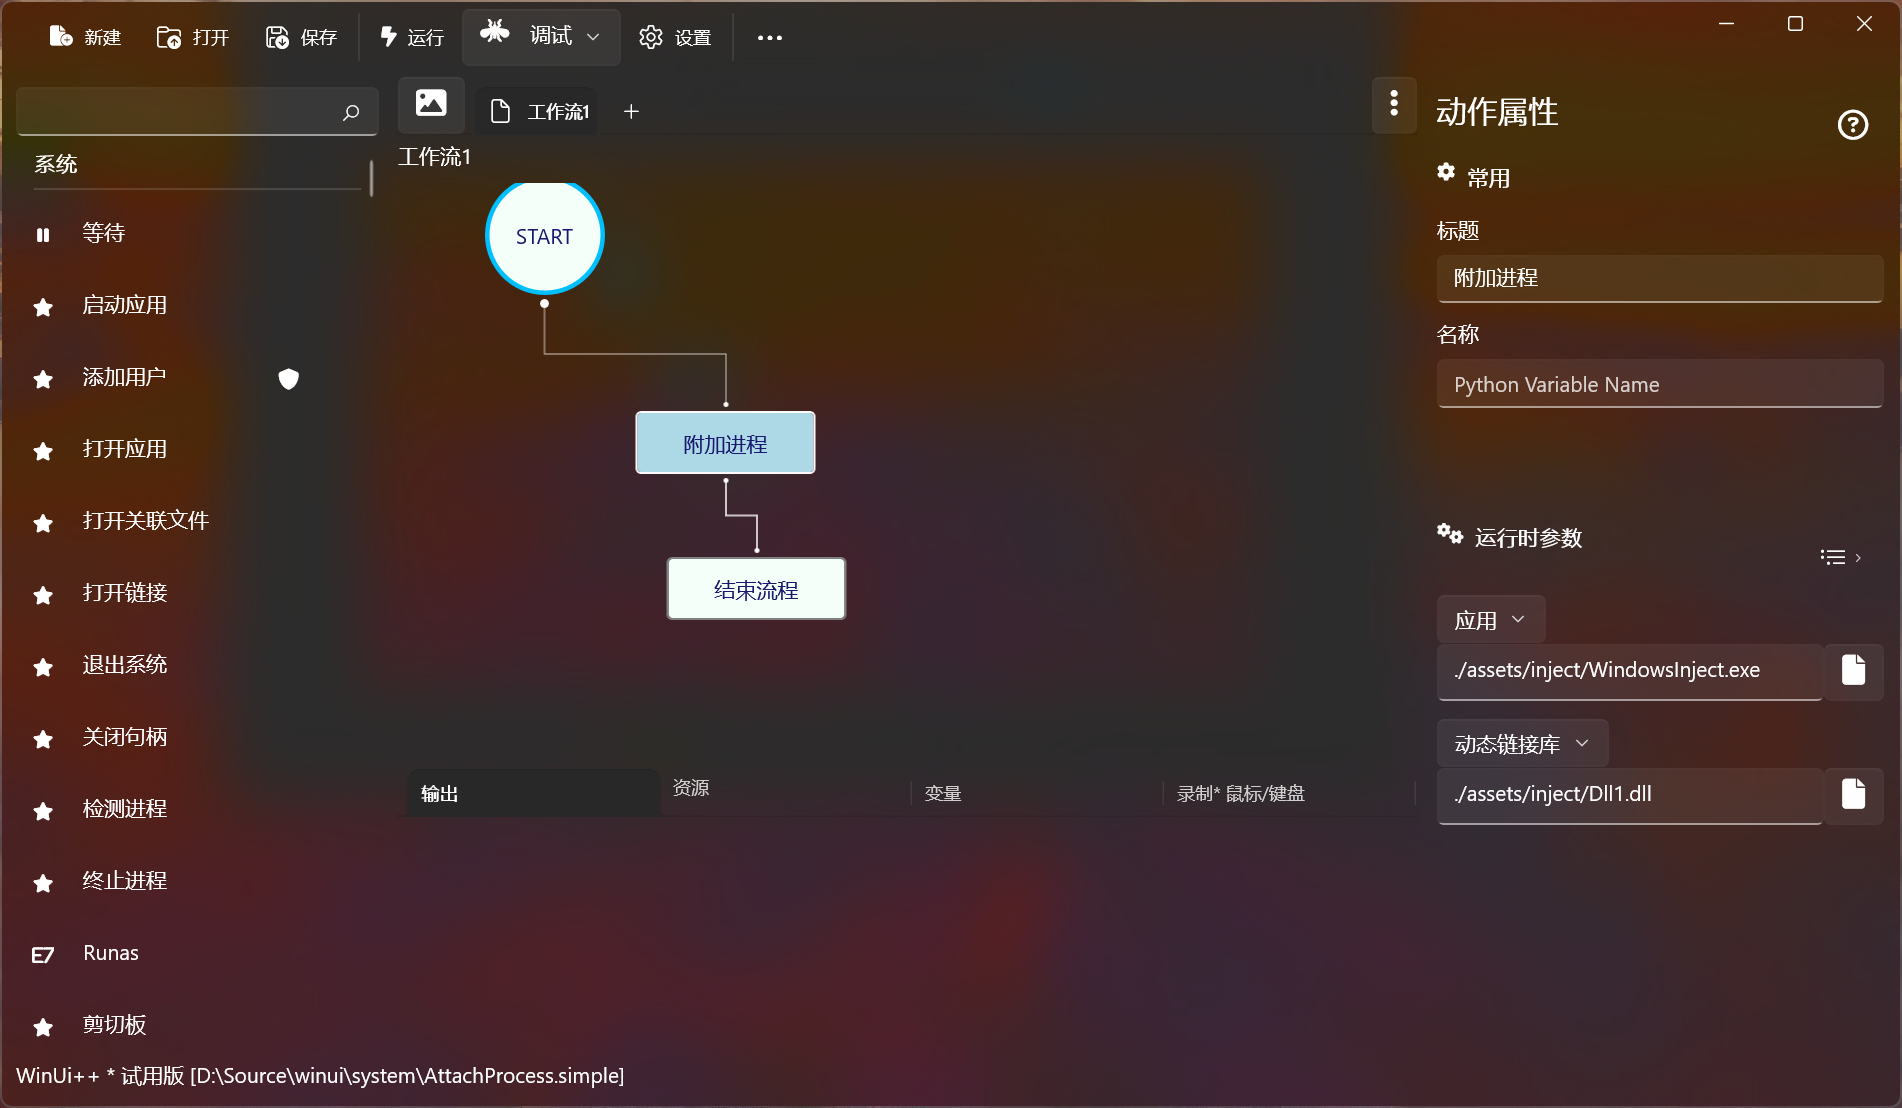 新建 打开 保存 运行 调试 设置
工作流1
工作流1
系统
等待
启动应用
添加用户
打开应用
打开关联文件
打开链接
退出系统
关闭句柄
检测进程
终止进程
E7 Runas
剪切板
START
附加进程
结束流程
输出 资源 变量 录制* 鼠标/键盘
动作属性
常用
标题
附加进程
名称
Python Variable Name
运行时参数
应用
./assets/inject/WindowsInject.exe
动态链接库
./assets/inject/Dll1.dll
WinUi++ * 试用版 [D:\Source\winui\system\AttachProcess.simple]